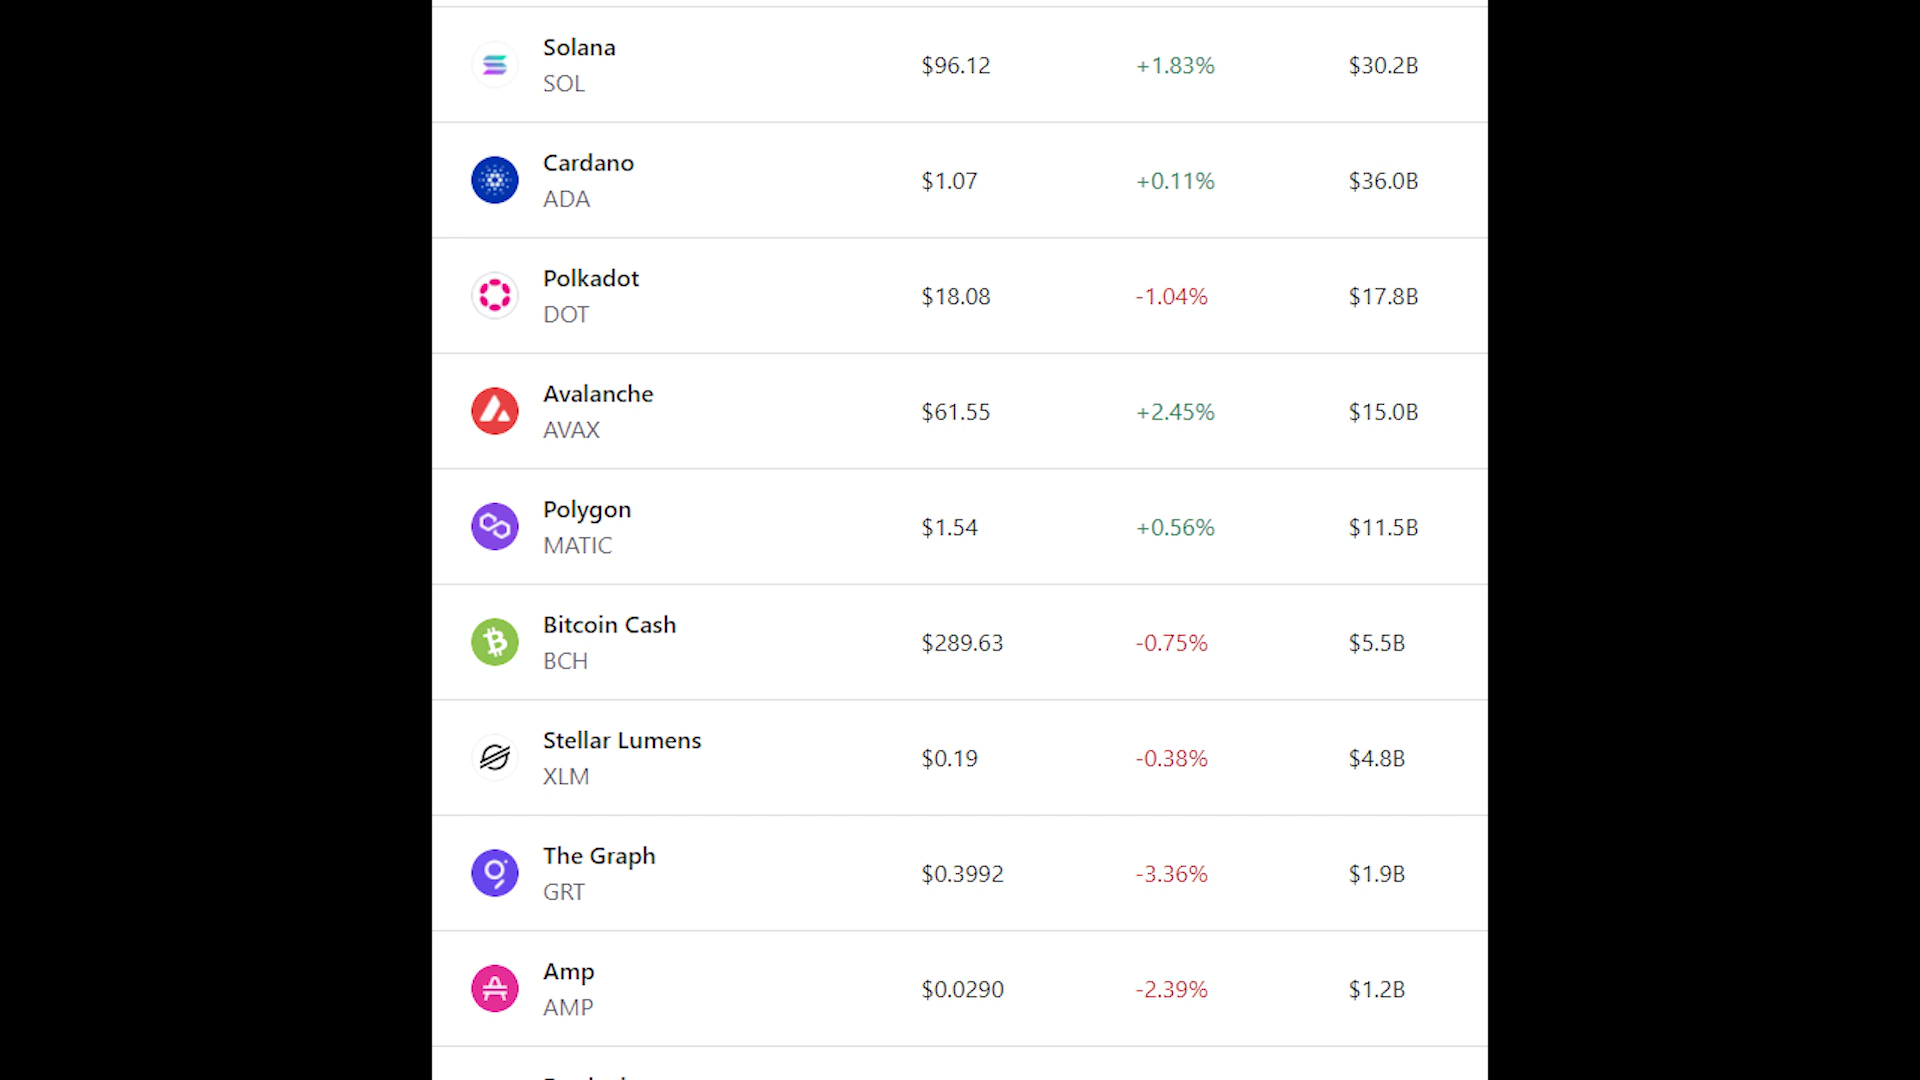 Solana
SOL
$96.12
+1.83%
$30.2B
Cardano
ADA
$1.07
+0.11%
$36.0B
Polkadot
DOT
$18.08
-1.04%
$17.8B
Avalanche
AVAX
$61.55
+2.45%
$15.0B
Polygon
MATIC
$1.54
+0.56%
$11.5B
Bitcoin Cash
BCH
$289.63
-0.75%
$5.5B
Stellar Lumens
XLM
$0.19
-0.38%
$4.8B
The Graph
GRT
$0.3992
-3.36%
$1.9B
Amp
AMP
$0.0290
-2.39%
$1.2B